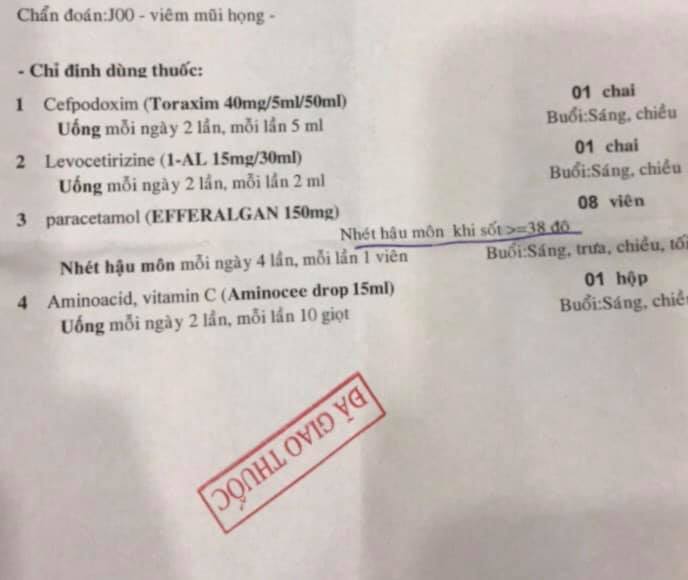 Chẩn đoán:J00 - viêm mũi họng -
- Chỉ định dùng thuốc:
1 Cefpodoxim (Toraxim 40mg/5ml/50ml) 01 chai
Uống mỗi ngày 2 lần, mỗi lần 5 ml Buổi:Sáng, chiều
2 Levocetirizine (1-AL 15mg/30ml) 01 chai
Uống mỗi ngày 2 lần, mỗi lần 2 ml Buổi:Sáng, chiều
3 paracetamol (EFFERALGAN 150mg) 08 viên
Nhét hậu môn khi sốt >=38 độ
Nhét hậu môn mỗi ngày 4 lần, mỗi lần 1 viên Buổi:Sáng, trưa, chiều, tối
4 Aminoacid, vitamin C (Aminocee drop 15ml) 01 hộp
Uống mỗi ngày 2 lần, mỗi lần 10 giọt Buổi:Sáng, chiều
ĐÃ GIAO THUỐC